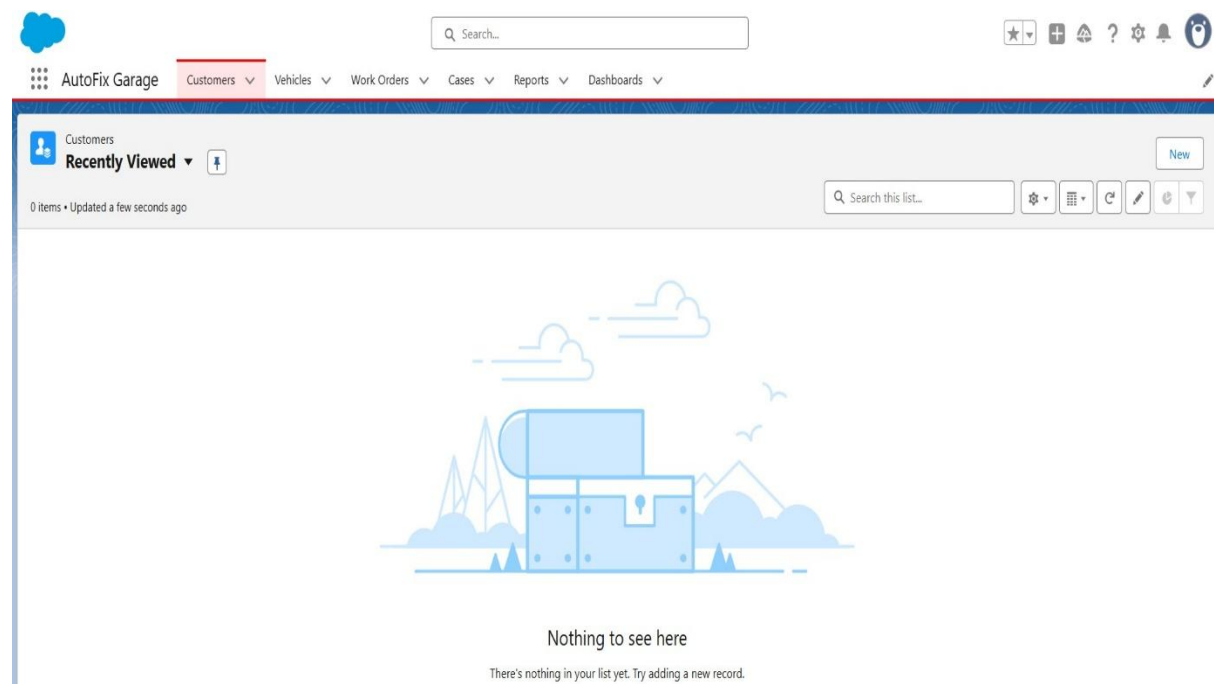 Search...
AutoFix Garage Customers Vehicles Work Orders Cases Reports Dashboards
Customers
Recently Viewed
New
0 items • Updated a few seconds ago
Search this list...
Nothing to see here
There's nothing in your list yet. Try adding a new record.